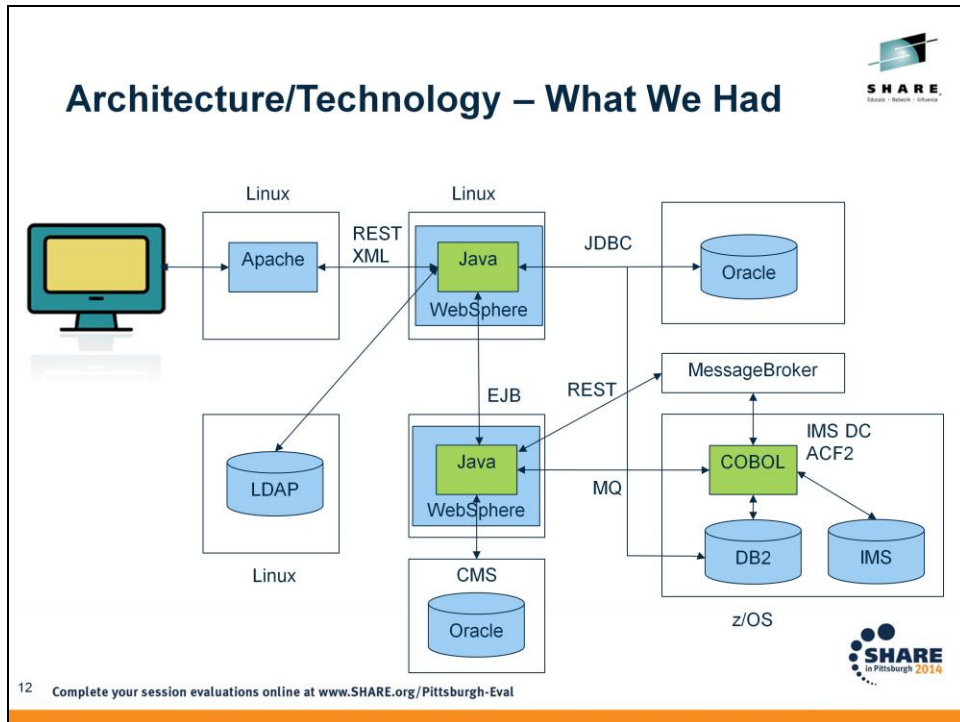 Architecture/Technology – What We Had
SHARE
Educate · Network · Influence
Linux
Linux
Apache
REST
XML
Java
WebSphere
JDBC
Oracle
LDAP
Linux
EJB
Java
WebSphere
REST
MQ
MessageBroker
IMS DC
ACF2
COBOL
DB2
IMS
z/OS
CMS
Oracle
SHARE
in Pittsburgh 2014
12
Complete your session evaluations online at www.SHARE.org/Pittsburgh-Eval